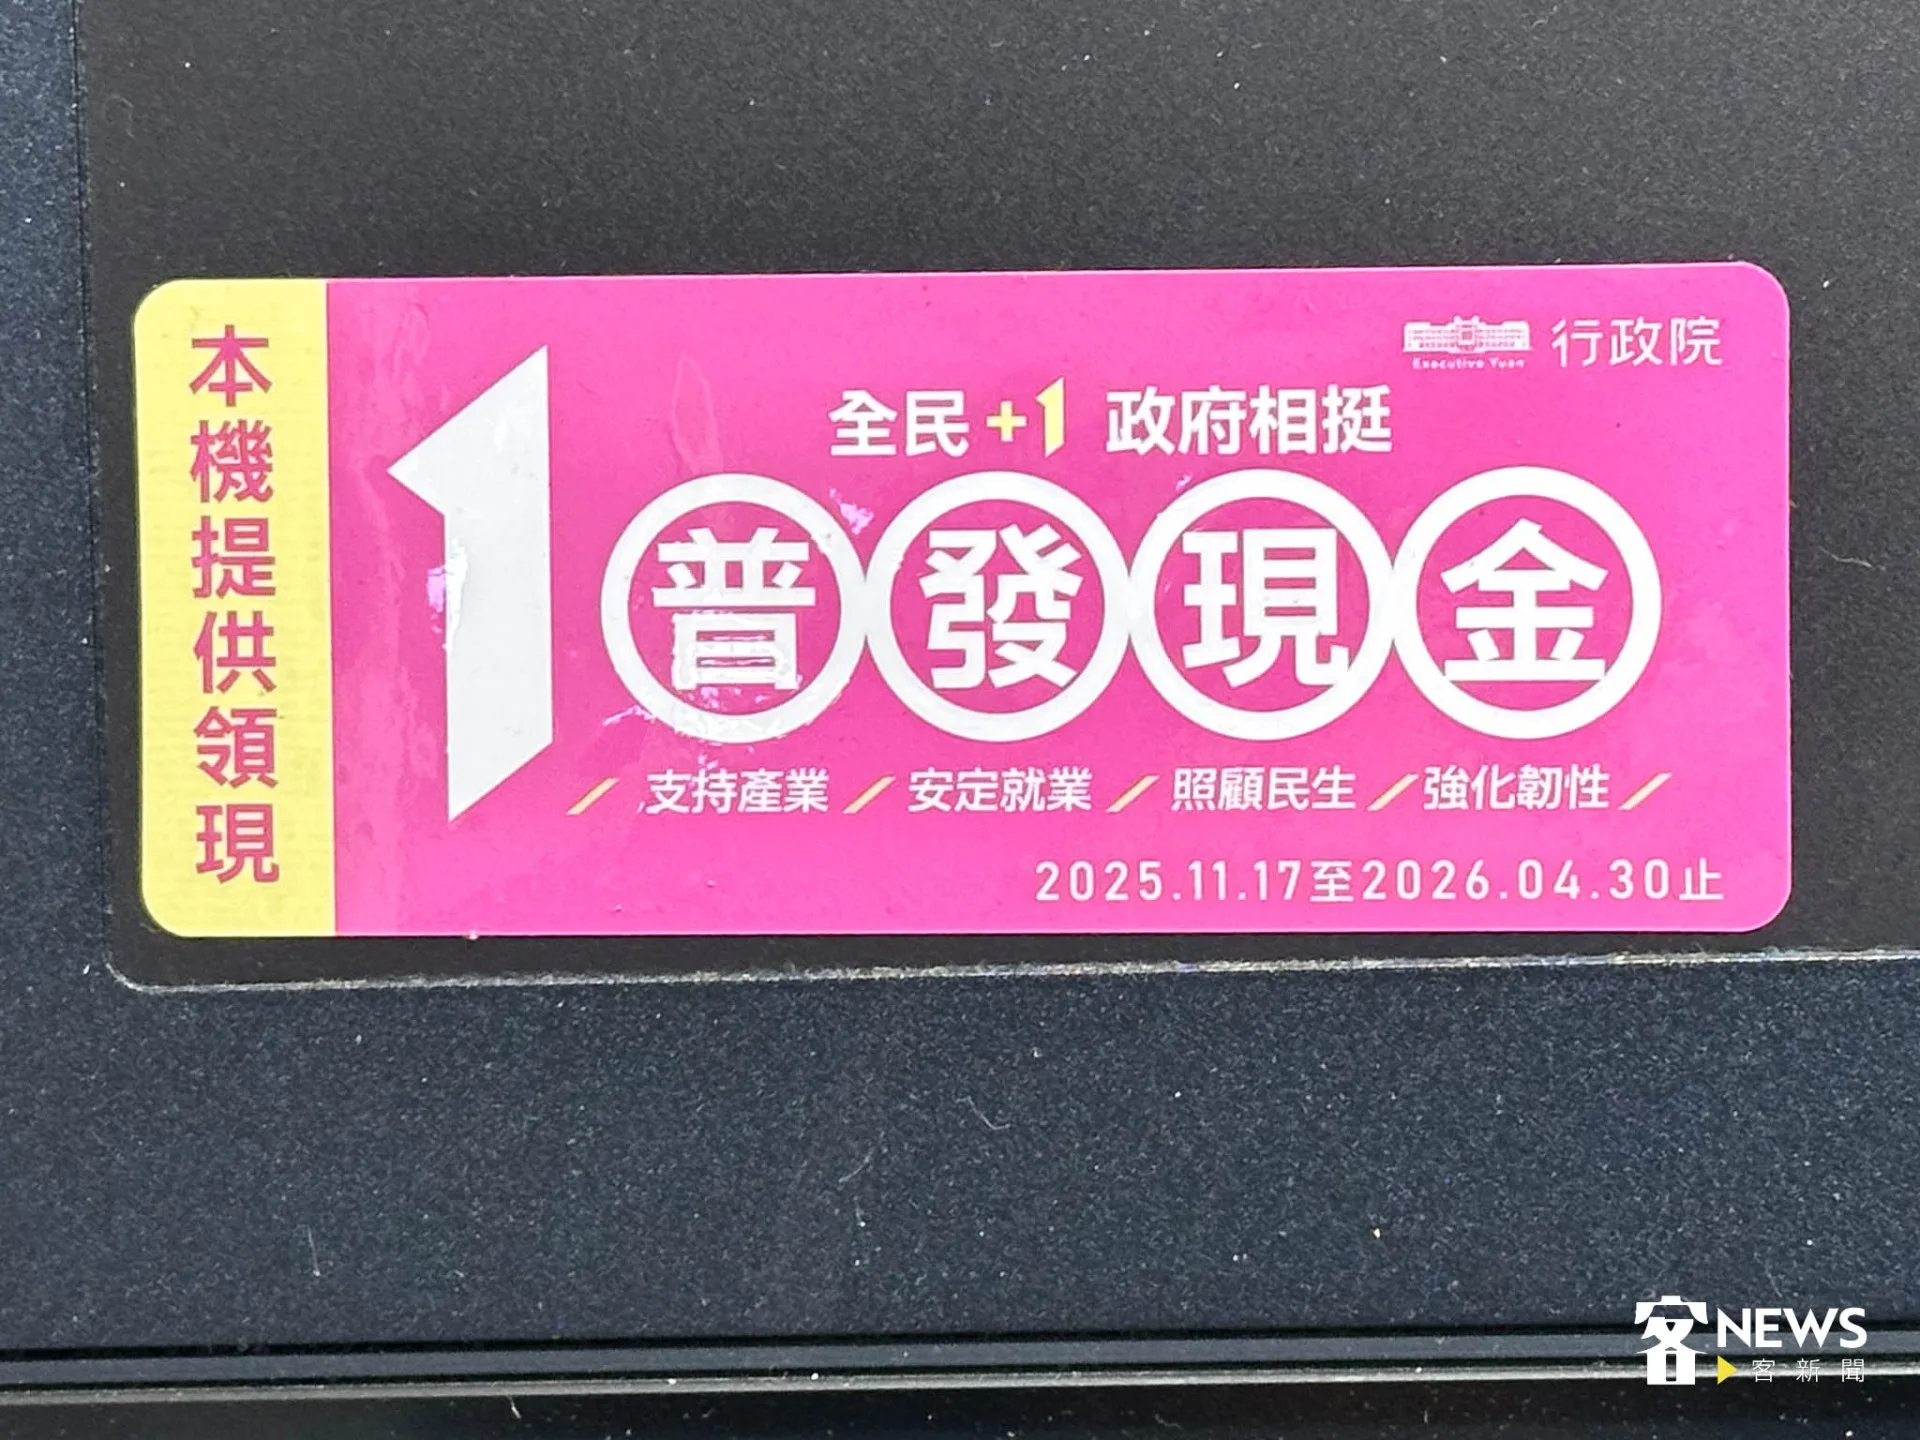 本機提供領現
Executive Yuan 行政院
全民+1 政府相挺
1 普發現金
支持產業 / 安定就業 / 照顧民生 / 強化韌性
2025.11.17至2026.04.30止
客NEWS
客新聞